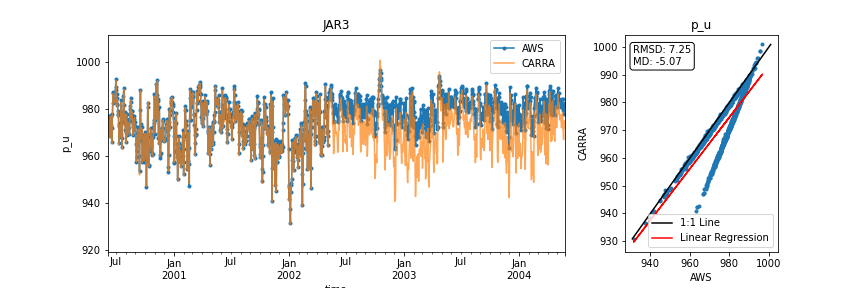 JAR3
p_u
1000
980
960
940
920
p_u
Jul
Jan
2001
Jul
Jan
2002
Jul
Jan
2003
Jul
Jan
2004
AWS
CARRA
1000
990
980
970
960
950
940
930
CARRA
RMSD: 7.25
MD: -5.07
1:1 Line
Linear Regression
940
960
980
1000
AWS